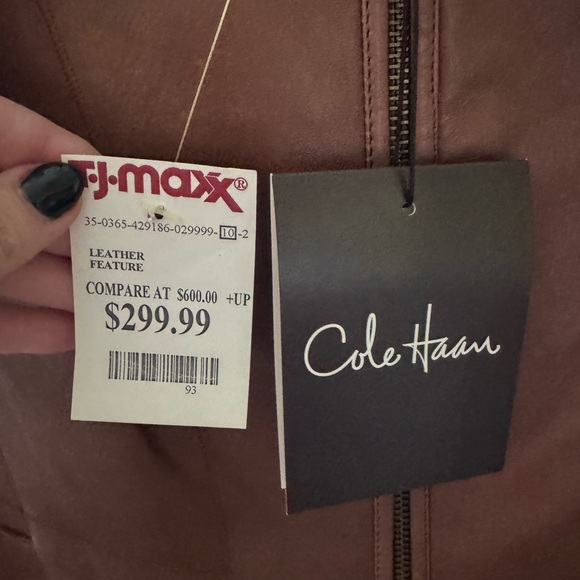 T·J·maxx®
35-0365-429186-029999-10-2
LEATHER
FEATURE
COMPARE AT $600.00 +UP
$299.99
93
Cole Haan